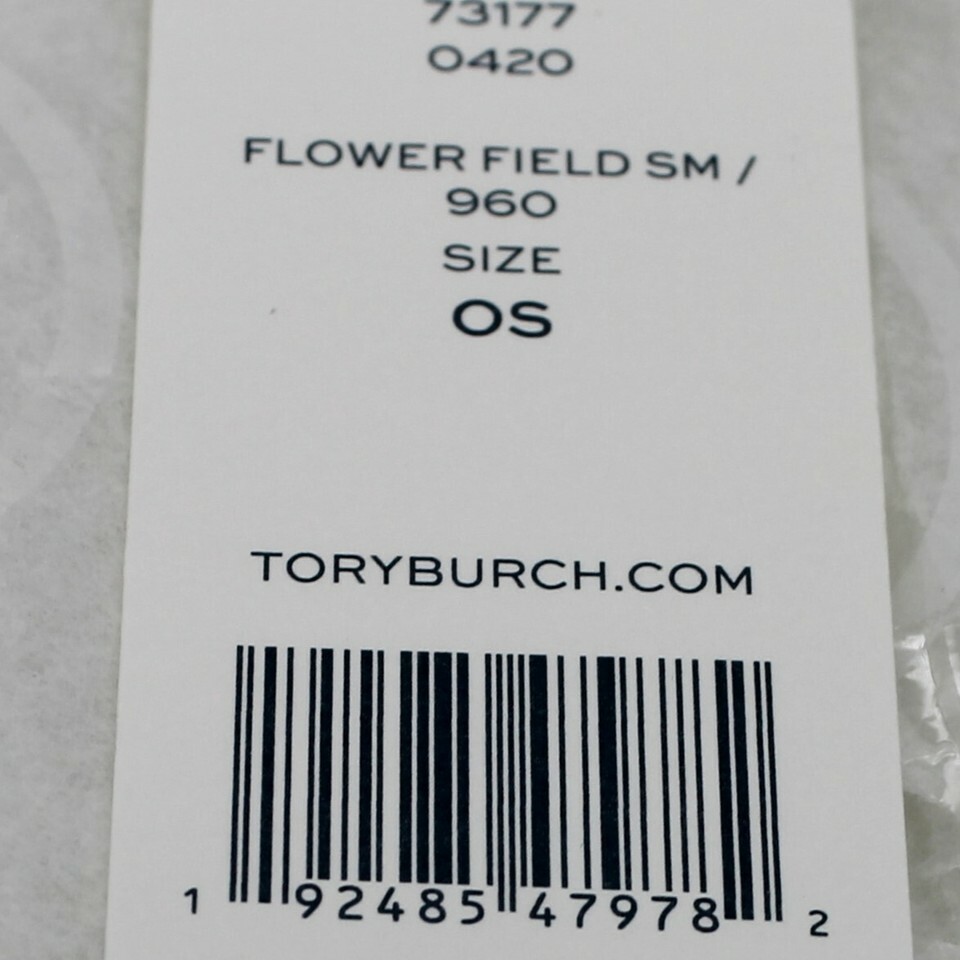 73177
0420
FLOWER FIELD SM /
960
SIZE
OS
TORYBURCH.COM
1 92485 47978 2